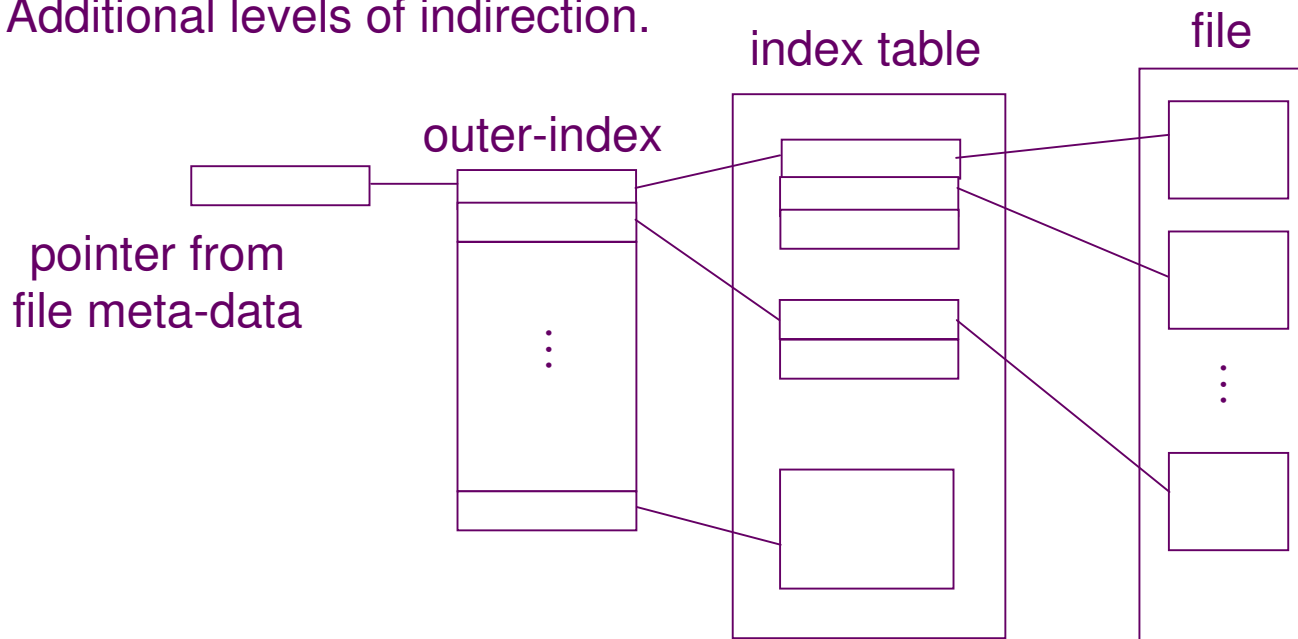 Additional levels of indirection.
index table
file
outer-index
pointer from
file meta-data
⋮
⋮